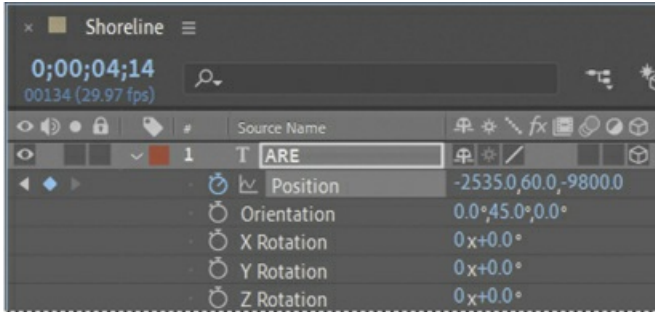 × Shoreline
0;00;04;14
00134 (29.97 fps)
# Source Name fx
1 T ARE
Position -2535.0,60.0,-9800.0
Orientation 0.0°,45.0°,0.0°
X Rotation 0x+0.0°
Y Rotation 0x+0.0°
Z Rotation 0x+0.0°